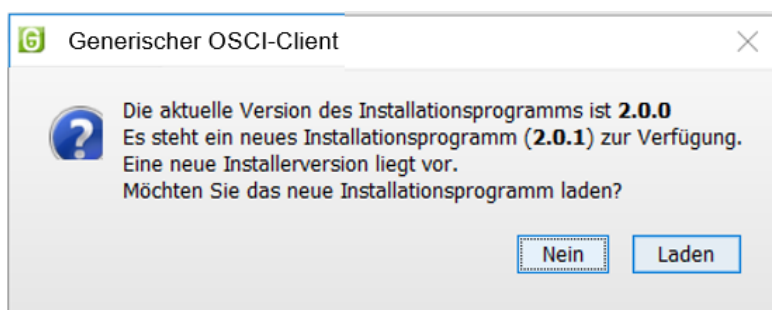 Generischer OSCI-Client
Die aktuelle Version des Installationsprogramms ist 2.0.0
Es steht ein neues Installationsprogramm (2.0.1) zur Verfügung.
Eine neue Installerversion liegt vor.
Möchten Sie das neue Installationsprogramm laden?
Nein Laden